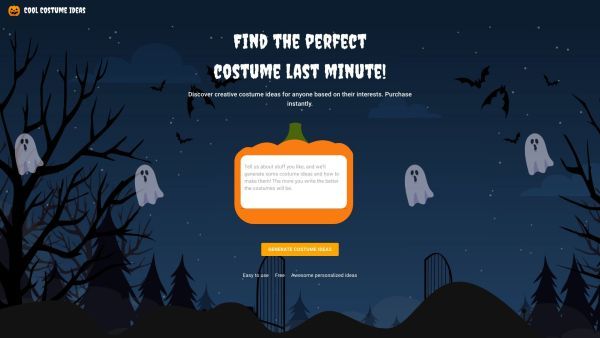 COOL COSTUME IDEAS
FIND THE PERFECT
COSTUME LAST MINUTE!
Discover creative costume ideas for anyone based on their interests. Purchase
instantly.
Tell us about stuff you like, and we'll
generate some costume ideas and how to
make them! The more you write the better
the costumes will be.
GENERATE COSTUME IDEAS
Easy to use Free Awesome personalized ideas